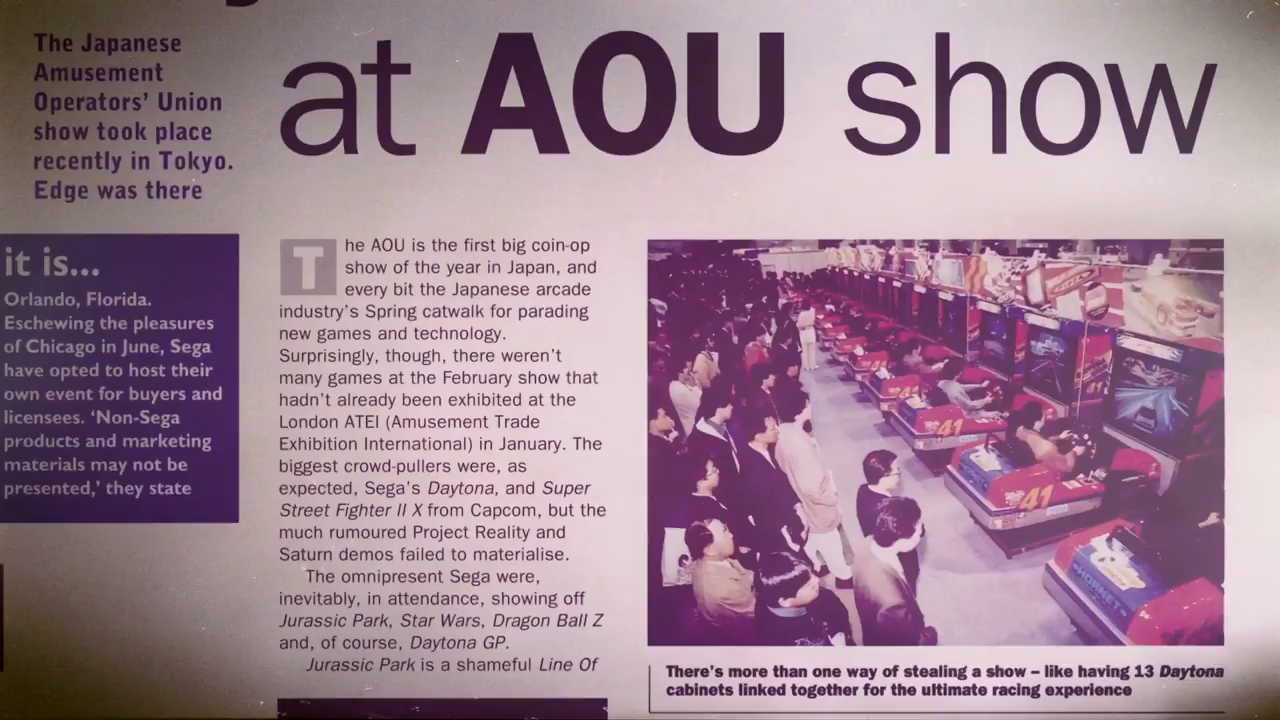 at AOU show
The Japanese
Amusement
Operators' Union
show took place
recently in Tokyo.
Edge was there
it is...
Orlando, Florida.
Eschewing the pleasures
of Chicago in June, Sega
have opted to host their
own event for buyers and
licensees. 'Non-Sega
products and marketing
materials may not be
presented,' they state
The AOU is the first big coin-op
show of the year in Japan, and
every bit the Japanese arcade
industry's Spring catwalk for parading
new games and technology.
Surprisingly, though, there weren't
many games at the February show that
hadn't already been exhibited at the
London ATEI (Amusement Trade
Exhibition International) in January. The
biggest crowd-pullers were, as
expected, Sega's Daytona, and Super
Street Fighter II X from Capcom, but the
much rumoured Project Reality and
Saturn demos failed to materialise.
The omnipresent Sega were,
inevitably, in attendance, showing off
Jurassic Park, Star Wars, Dragon Ball Z
and, of course, Daytona GP.
Jurassic Park is a shameful Line Of
41
41
HORNET
There's more than one way of stealing a show – like having 13 Daytona
cabinets linked together for the ultimate racing experience